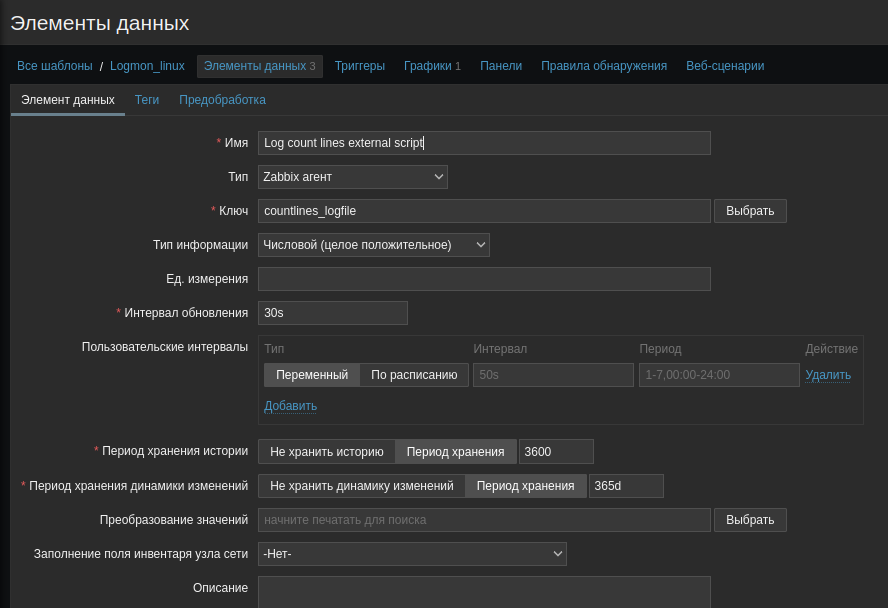 Элементы данных
Все шаблоны / Logmon_linux Элементы данных 3 Триггеры Графики 1 Панели Правила обнаружения Веб-сценарии
Элемент данных Теги Предобработка
* Имя Log count lines external script
Тип Zabbix агент
* Ключ countlines_logfile Выбрать
Тип информации Числовой (целое положительное)
Ед. измерения
* Интервал обновления 30s
Пользовательские интервалы Тип Интервал Период Действие
Переменный По расписанию 50s 1-7,00:00-24:00 Удалить
Добавить
* Период хранения истории Не хранить историю Период хранения 3600
* Период хранения динамики изменений Не хранить динамику изменений Период хранения 365d
Преобразование значений начните печатать для поиска Выбрать
Заполнение поля инвентаря узла сети -Нет-
Описание